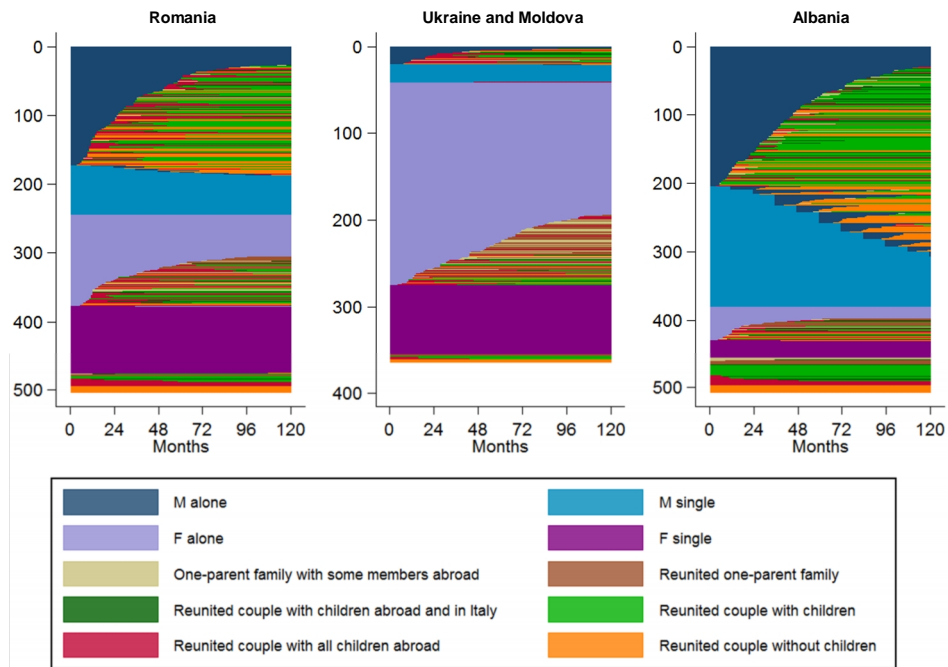 Romania
Ukraine and Moldova
Albania
0
100
200
300
400
500
0 24 48 72 96 120
Months
0
100
200
300
400
0 24 48 72 96 120
Months
0
100
200
300
400
500
0 24 48 72 96 120
Months
M alone
M single
F alone
F single
One-parent family with some members abroad
Reunited one-parent family
Reunited couple with children abroad and in Italy
Reunited couple with children
Reunited couple with all children abroad
Reunited couple without children